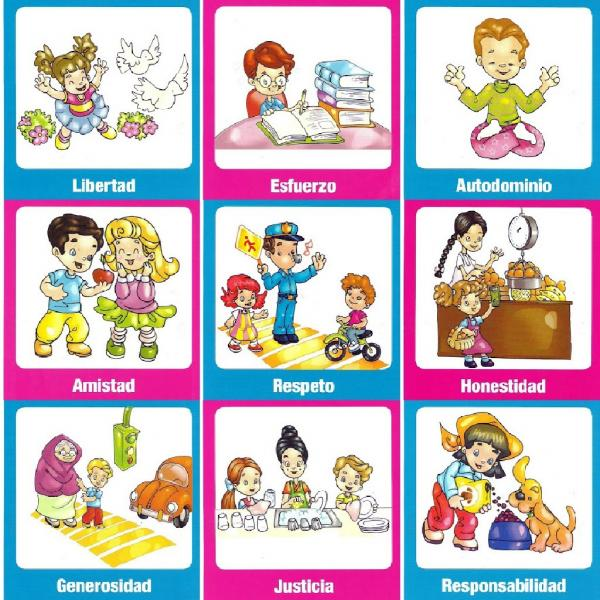 Libertad
Esfuerzo
Autodominio
Amistad
Respeto
Honestidad
Generosidad
Justicia
Responsabilidad